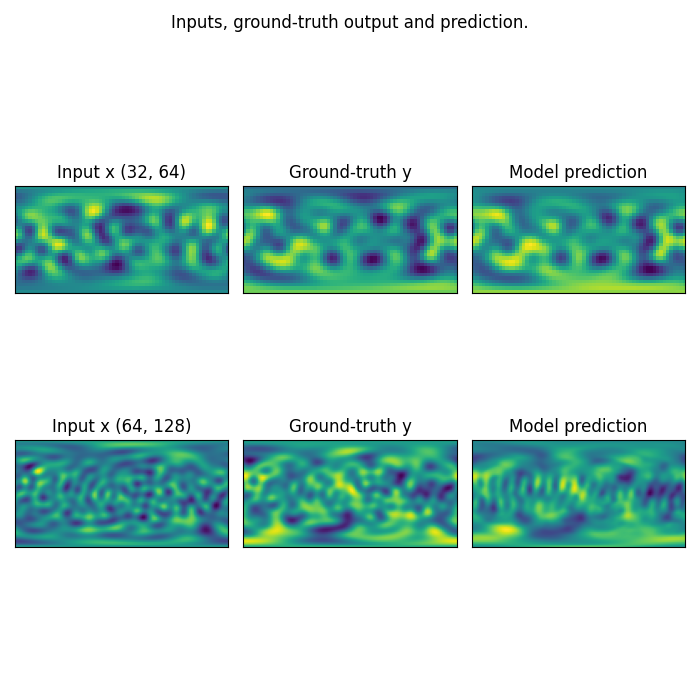 Inputs, ground-truth output and prediction.
Input x (32, 64)
Ground-truth y
Model prediction
Input x (64, 128)
Ground-truth y
Model prediction